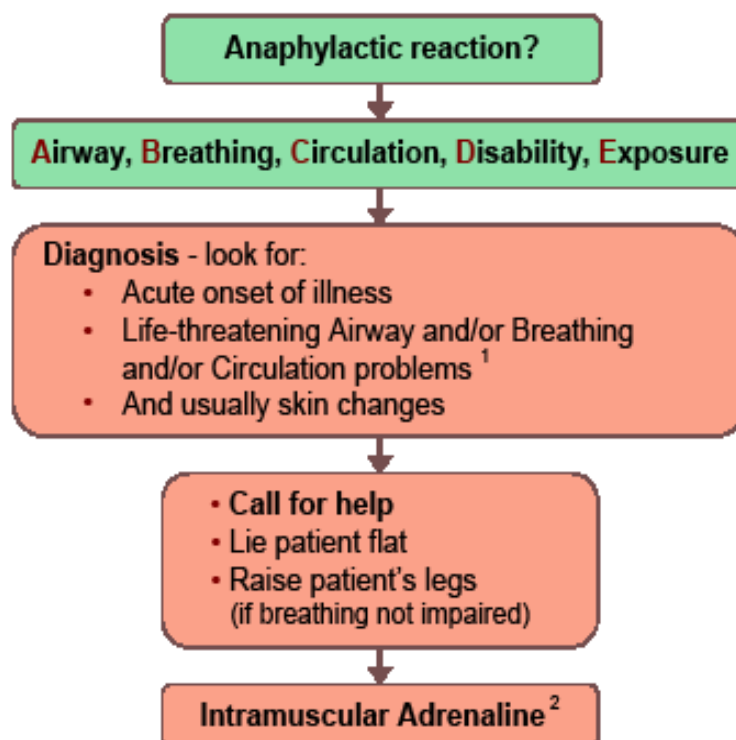 Anaphylactic reaction?
Airway, Breathing, Circulation, Disability, Exposure
Diagnosis - look for:
• Acute onset of illness
• Life-threatening Airway and/or Breathing
and/or Circulation problems 1
• And usually skin changes
• Call for help
• Lie patient flat
• Raise patient's legs
(if breathing not impaired)
Intramuscular Adrenaline 2